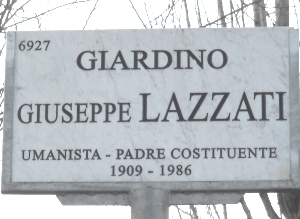 6927
GIARDINO
GIUSEPPE LAZZATI
UMANISTA - PADRE COSTITUENTE
1909 - 1986